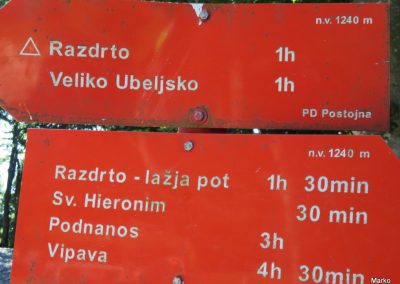 n.v. 1240 m
Razdrto 1h
Veliko Ubeljsko 1h
PD Postojna
n.v. 1240 m
Razdrto - lažja pot 1h 30min
Sv. Hieronim 30 min
Podnanos 3h
Vipava 4h 30min
Marko